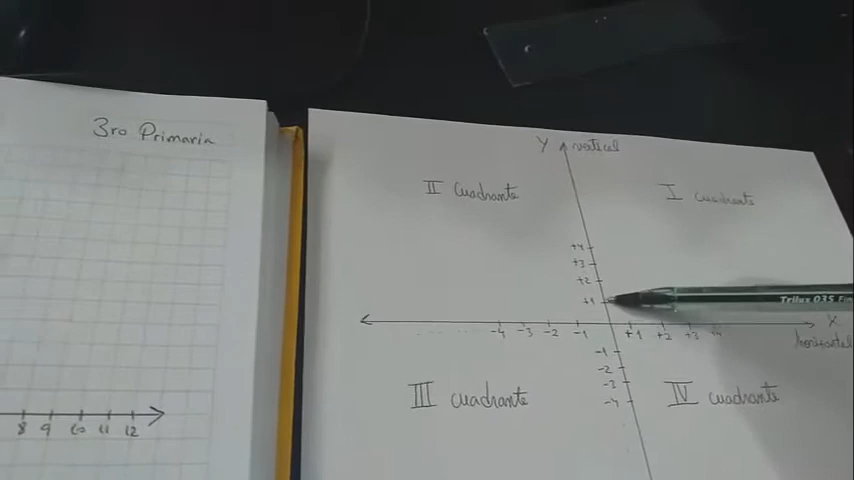 3ro Primaria
8 9 10 11 12
Y vertical
II cuadrante
I cuadrante
+4
+3
+2
+1
Trilux 035 Fin
-4 -3 -2 -1 +1 +2 +3 +4
X
horizontal
-1
-2
-3
-4
III cuadrante
IV cuadrante